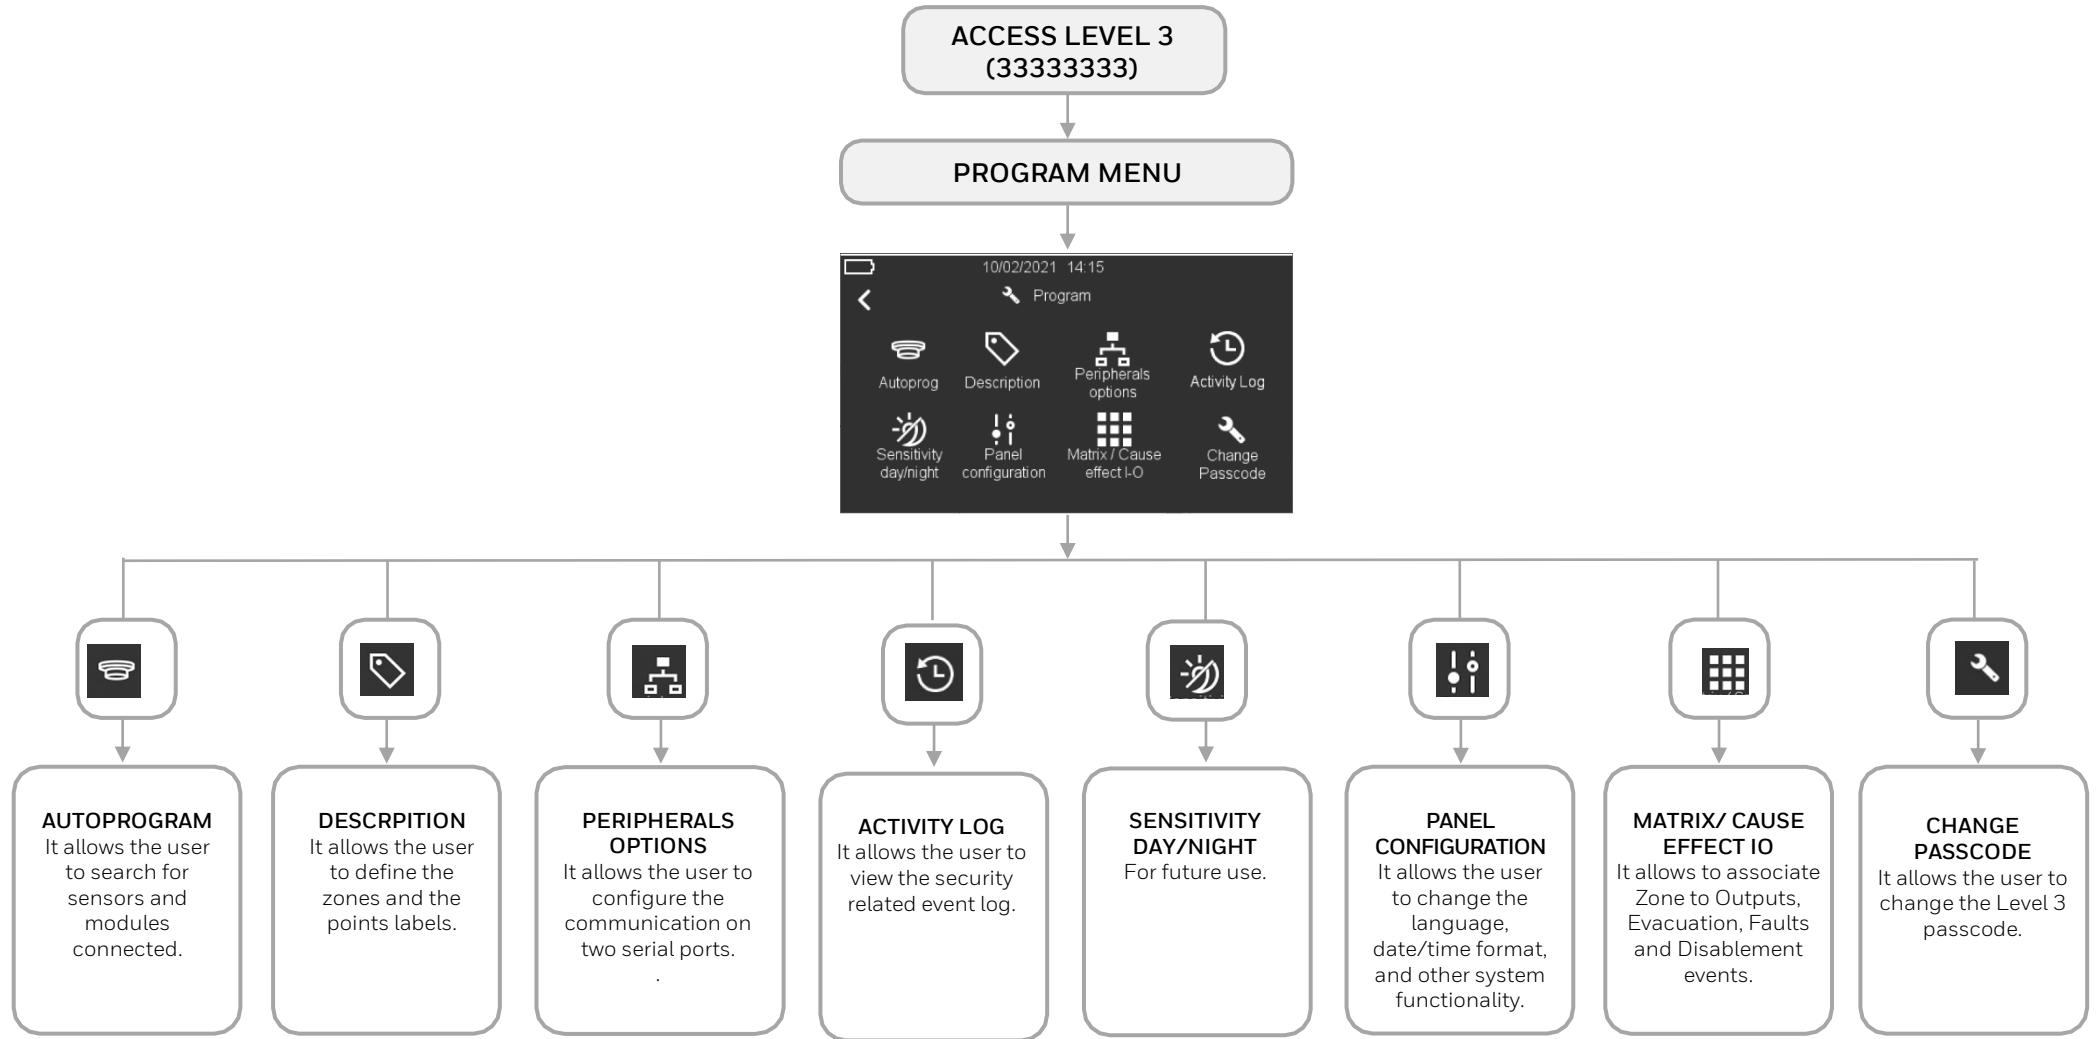 ACCESS LEVEL 3
(33333333)
PROGRAM MENU
10/02/2021 14:15
Program
Autoprog
Description
Peripherals
options
Activity Log
Sensitivity
day/night
Panel
configuration
Matrix / Cause
effect I-O
Change
Passcode
AUTOPROGRAM
It allows the user
to search for
sensors and
modules
connected.
DESCRPITION
It allows the user
to define the
zones and the
points labels.
PERIPHERALS
OPTIONS
It allows the user to
configure the
communication on
two serial ports.
.
ACTIVITY LOG
It allows the user to
view the security
related event log.
SENSITIVITY
DAY/NIGHT
For future use.
PANEL
CONFIGURATION
It allows the user
to change the
language,
date/time format,
and other system
functionality.
MATRIX/ CAUSE
EFFECT IO
It allows to associate
Zone to Outputs,
Evacuation, Faults
and Disablement
events.
CHANGE
PASSCODE
It allows the user to
change the Level 3
passcode.